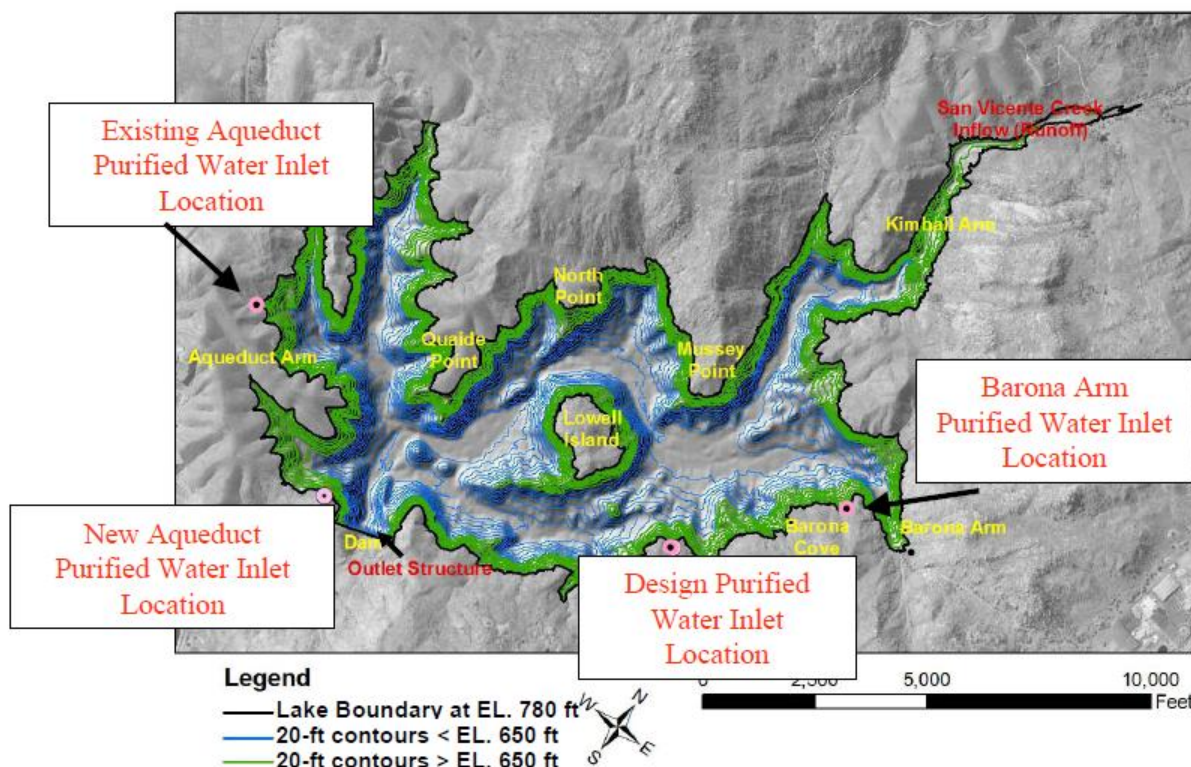 San Vicente Creek
Inflow (Runoff)
Existing Aqueduct
Purified Water Inlet
Location
Kimball Arm
North
Point
Quaide
Point
Mussey
Point
Aqueduct Arm
Barona Arm
Purified Water Inlet
Location
Lowell
Island
New Aqueduct
Purified Water Inlet
Location
Dam
Outlet Structure
Design Purified
Water Inlet
Location
Barona
Cove
Barona Arm
Legend
Lake Boundary at EL. 780 ft
20-ft contours < EL. 650 ft
20-ft contours > EL. 650 ft
W N
S E
0 2,500 5,000 10,000
Feet